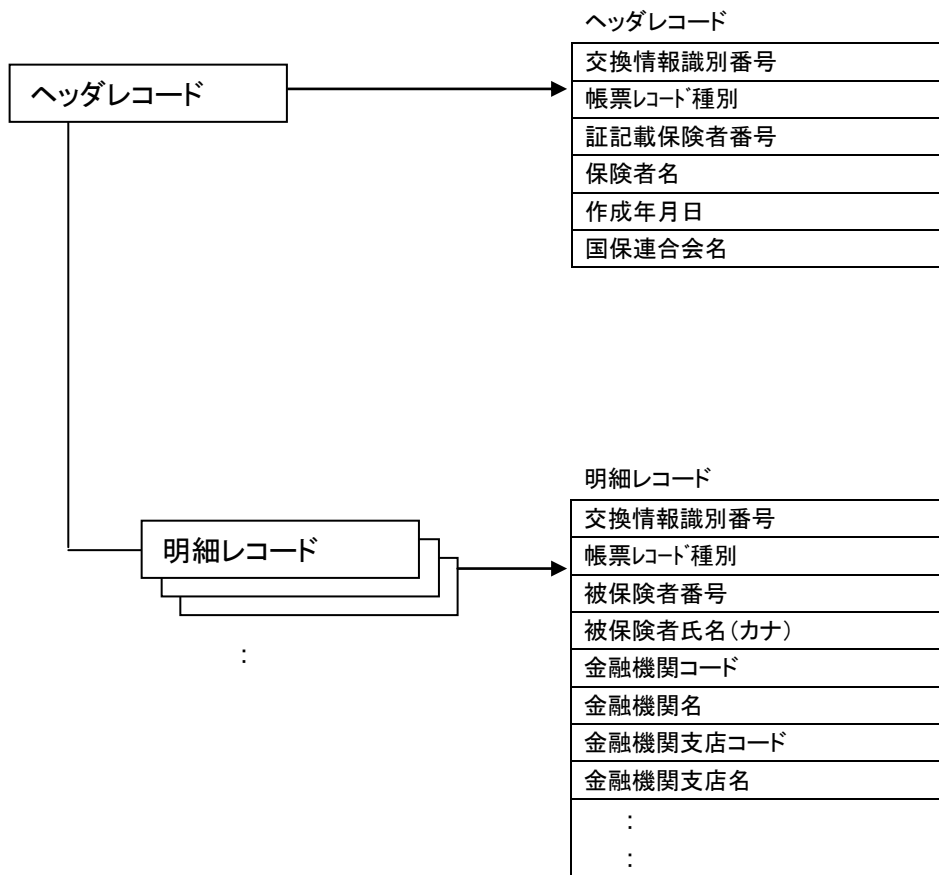 ヘッダレコード
ヘッダレコード
交換情報識別番号
帳票ﾚｺｰﾄﾞ種別
証記載保険者番号
保険者名
作成年月日
国保連合会名
明細レコード
明細レコード
:
交換情報識別番号
帳票ﾚｺｰﾄﾞ種別
被保険者番号
被保険者氏名(カナ)
金融機関コード
金融機関名
金融機関支店コード
金融機関支店名
:
: